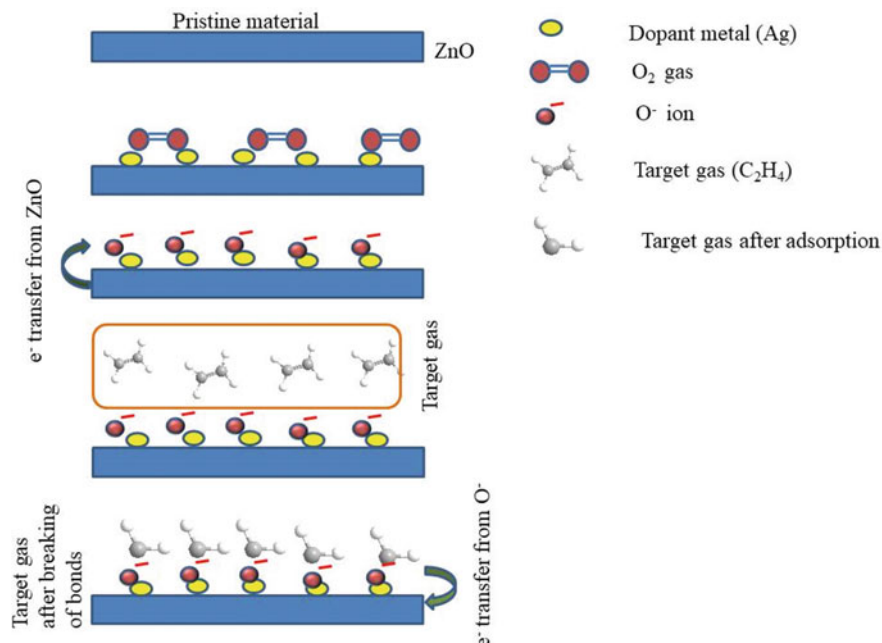 Pristine material
ZnO
Dopant metal (Ag)
O₂ gas
O⁻ ion
Target gas (C₂H₄)
Target gas after adsorption
e⁻ transfer from ZnO
Target gas
Target gas
after breaking
of bonds
e⁻ transfer from O⁻